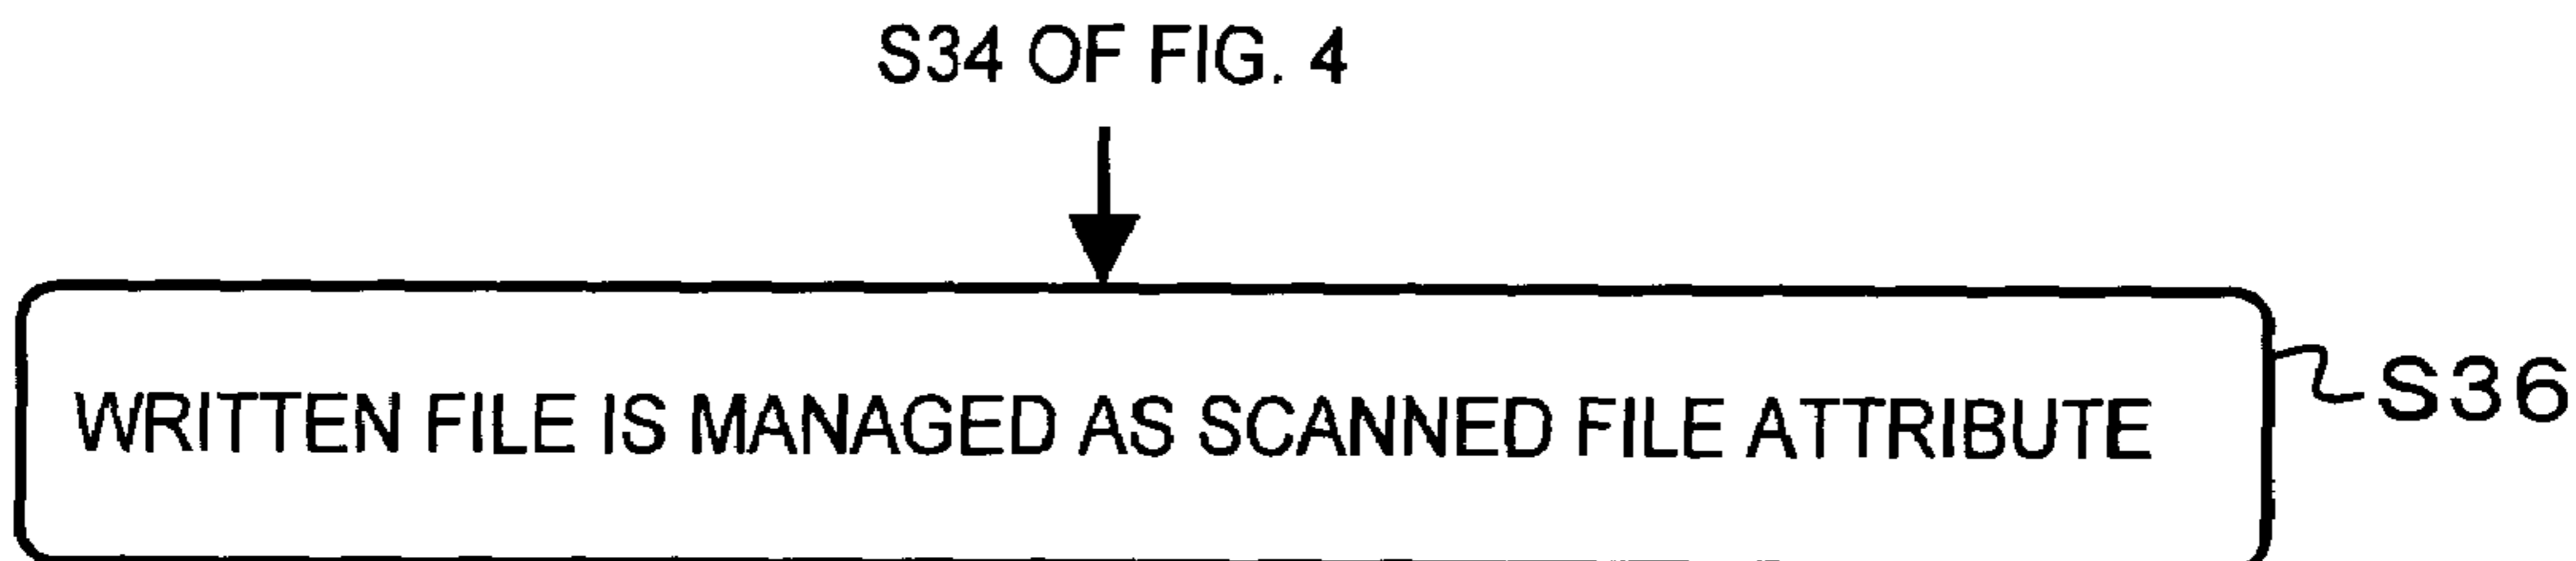 S34 OF FIG. 4
WRITTEN FILE IS MANAGED AS SCANNED FILE ATTRIBUTE
S36